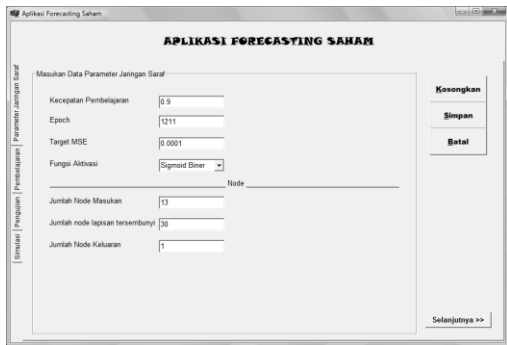 Aplikasi Forecasting Saham
APLIKASI FORECASTING SAHAM
Parameter Jaringan Saraf
Pembelajaran
Pengujian
Simulasi
Masukan Data Parameter Jaringan Saraf
Kecepatan Pembelajaran 0.9
Epoch 1211
Target MSE 0.0001
Fungsi Aktivasi Sigmoid Biner
Node
Jumlah Node Masukan 13
Jumlah node lapisan tersembunyi 30
Jumlah Node Keluaran 1
Kosongkan
Simpan
Batal
Selanjutnya >>